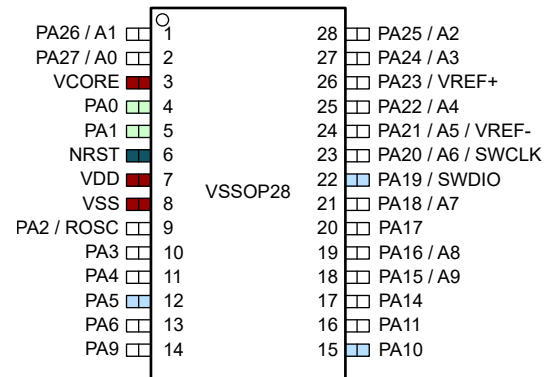 PA26 / A1 1 28 PA25 / A2
PA27 / A0 2 27 PA24 / A3
VCORE 3 26 PA23 / VREF+
PA0 4 25 PA22 / A4
PA1 5 24 PA21 / A5 / VREF-
NRST 6 23 PA20 / A6 / SWCLK
VDD 7 22 PA19 / SWDIO
VSSOP28
VSS 8 21 PA18 / A7
PA2 / ROSC 9 20 PA17
PA3 10 19 PA16 / A8
PA4 11 18 PA15 / A9
PA5 12 17 PA14
PA6 13 16 PA11
PA9 14 15 PA10